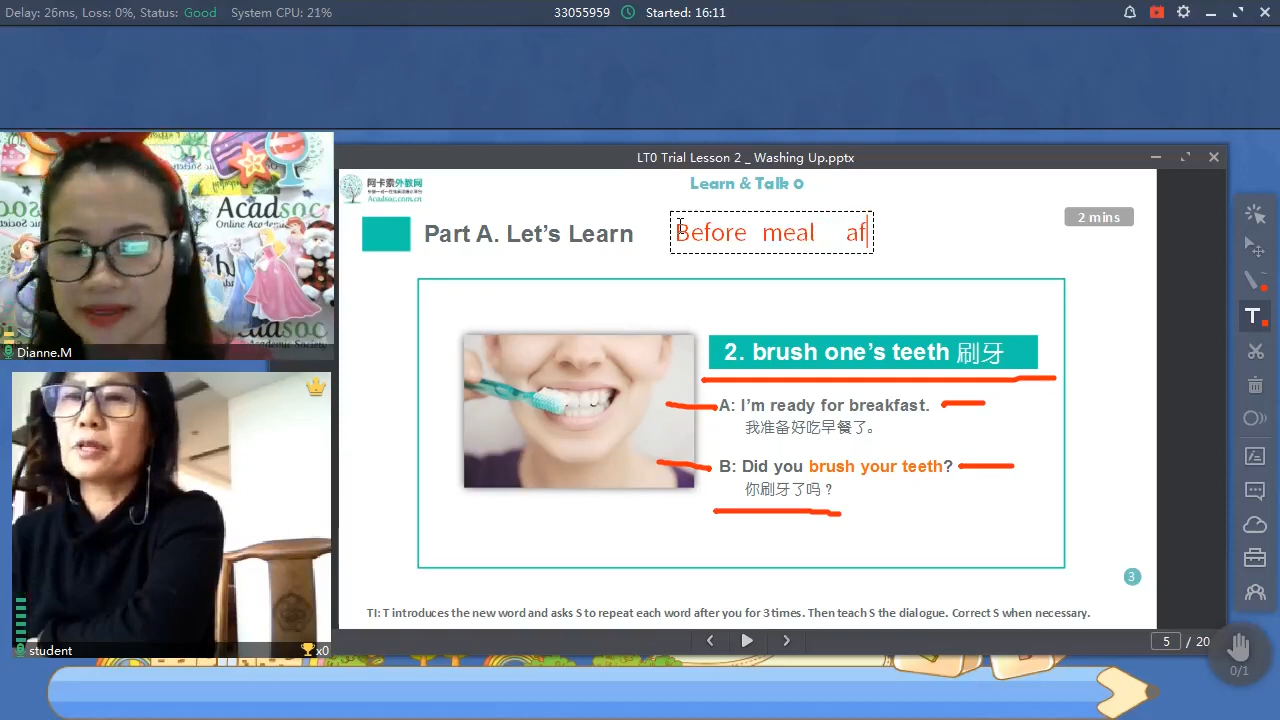 Delay: 26ms, Loss: 0%, Status: Good System CPU: 21% 33055959 Started: 16:11
LT0 Trial Lesson 2 _ Washing Up.pptx
阿卡索外教网
Acadsoc.com.cn
Learn & Talk 0
Part A. Let's Learn
Before meal af
2 mins
Acadsoc
Online Academ
Dianne.M
2. brush one's teeth 刷牙
A: I'm ready for breakfast.
我准备好吃早餐了。
B: Did you brush your teeth?
你刷牙了吗？
3
TI: T introduces the new word and asks S to repeat each word after you for 3 times. Then teach S the dialogue. Correct S when necessary.
student
x0
5 / 20
0/1